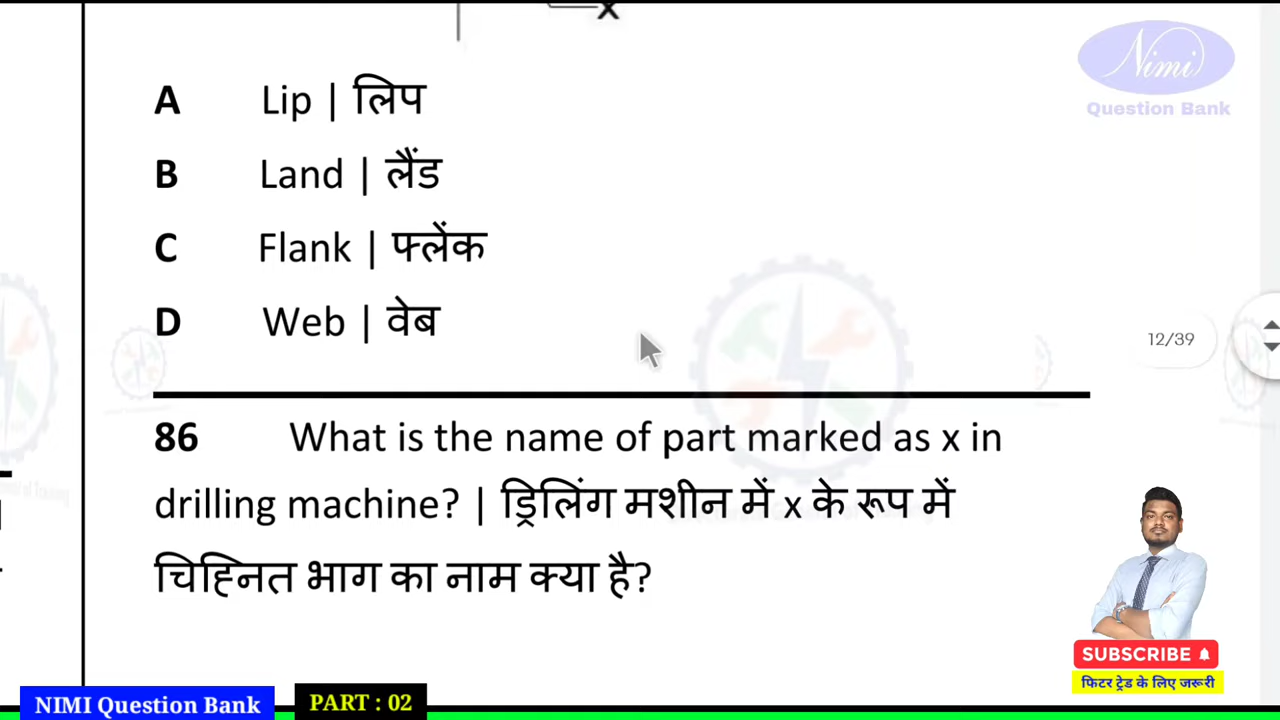 x
Nimi
Question Bank
A Lip | लिप
B Land | लैंड
C Flank | फ्लेंक
D Web | वेब
12/39
86 What is the name of part marked as x in
drilling machine? | ड्रिलिंग मशीन में x के रूप में
चिह्नित भाग का नाम क्या है?
SUBSCRIBE
फिटर ट्रेड के लिए जरूरी
NIMI Question Bank PART : 02